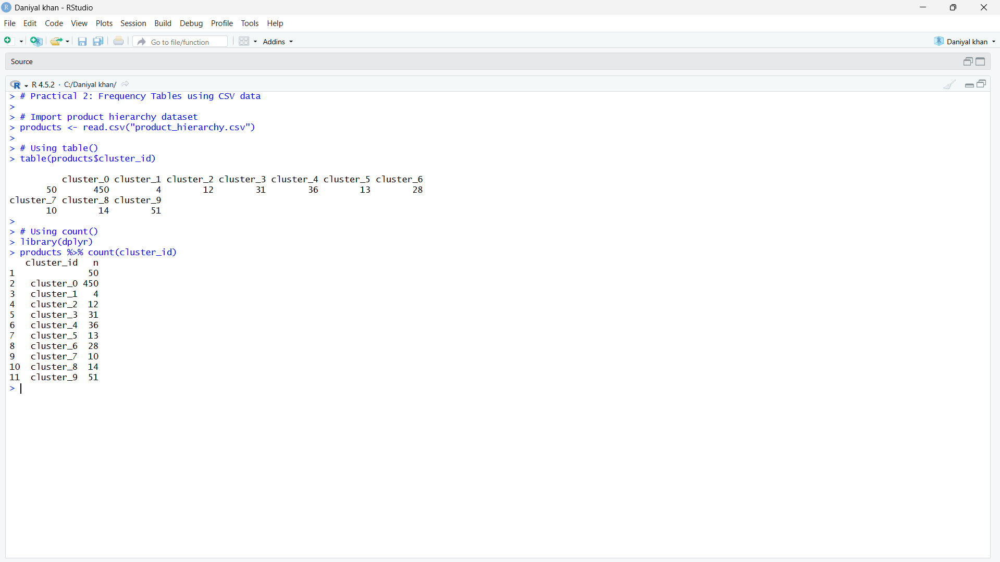 Daniyal khan - RStudio
File Edit Code View Plots Session Build Debug Profile Tools Help
Go to file/function Addins Daniyal khan
Source
R 4.5.2 · C:/Daniyal khan/
> # Practical 2: Frequency Tables using CSV data
>
> # Import product hierarchy dataset
> products <- read.csv("product_hierarchy.csv")
>
> # Using table()
> table(products$cluster_id)
cluster_0 cluster_1 cluster_2 cluster_3 cluster_4 cluster_5 cluster_6
50 450 4 12 31 36 13 28
cluster_7 cluster_8 cluster_9
10 14 51
>
> # Using count()
> library(dplyr)
> products %>% count(cluster_id)
cluster_id n
1 50
2 cluster_0 450
3 cluster_1 4
4 cluster_2 12
5 cluster_3 31
6 cluster_4 36
7 cluster_5 13
8 cluster_6 28
9 cluster_7 10
10 cluster_8 14
11 cluster_9 51
>